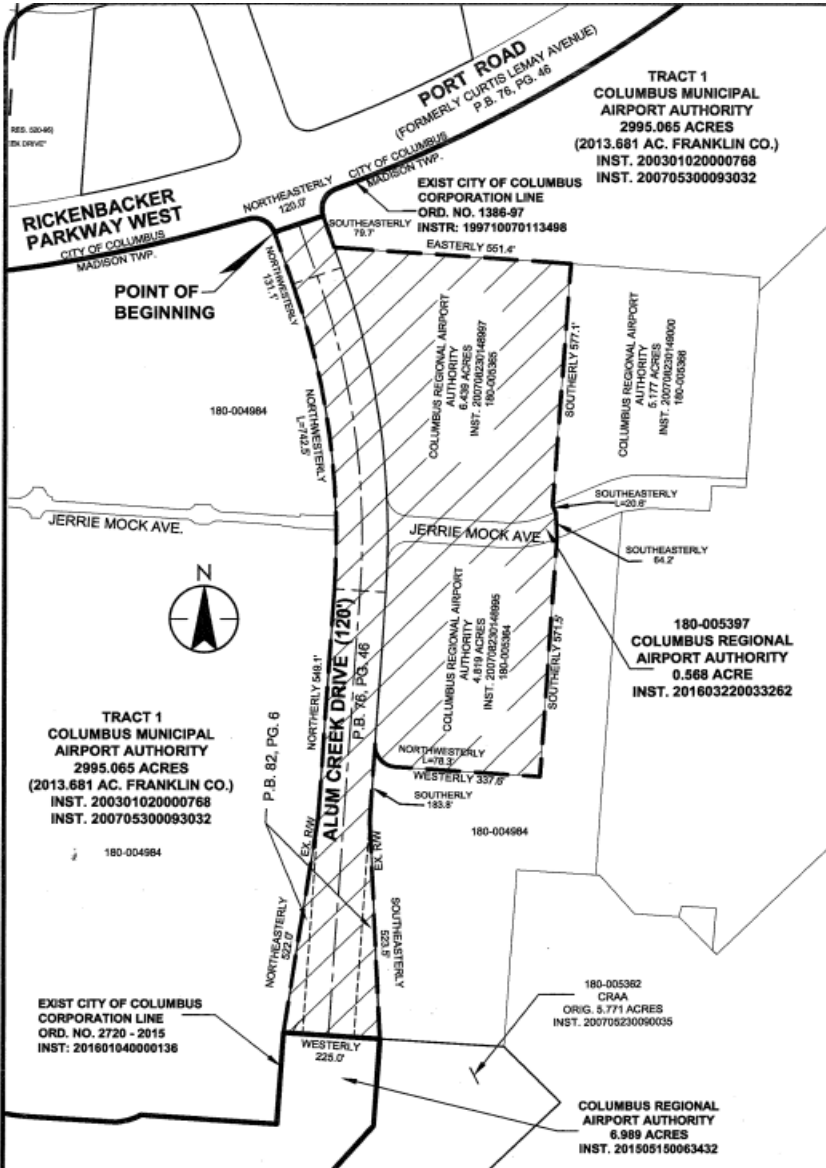 PORT ROAD
(FORMERLY CURTIS LEMAY AVENUE)
P.B. 76, PG. 46
TRACT 1
COLUMBUS MUNICIPAL
AIRPORT AUTHORITY
2995.065 ACRES
(2013.681 AC. FRANKLIN CO.)
INST. 200301020000768
INST. 200705300093032
RES. 520-86)
EK DRIVE"
CITY OF COLUMBUS
MADISON TWP.
EXIST CITY OF COLUMBUS
CORPORATION LINE
ORD. NO. 1386-97
INSTR: 199710070113498
RICKENBACKER
PARKWAY WEST
CITY OF COLUMBUS
MADISON TWP.
NORTHEASTERLY
120.0'
SOUTHEASTERLY
79.7'
EASTERLY 551.4'
POINT OF
BEGINNING
NORTHWESTERLY
131.1'
COLUMBUS REGIONAL AIRPORT
AUTHORITY
6.439 ACRES
INST. 200708230148997
180-005365
SOUTHERLY 577.1'
COLUMBUS REGIONAL AIRPORT
AUTHORITY
5.177 ACRES
INST. 200708230149000
180-005366
180-004984
NORTHWESTERLY
L=742.5'
SOUTHEASTERLY
L=20.6'
JERRIE MOCK AVE.
JERRIE MOCK AVE.
SOUTHEASTERLY
64.2'
N
COLUMBUS REGIONAL AIRPORT
AUTHORITY
4.819 ACRES
INST. 200708230148995
180-005364
SOUTHERLY 571.5'
180-005397
COLUMBUS REGIONAL
AIRPORT AUTHORITY
0.568 ACRE
INST. 201603220033262
NORTHERLY 549.1'
ALUM CREEK DRIVE (120')
P.B. 76, PG. 46
TRACT 1
COLUMBUS MUNICIPAL
AIRPORT AUTHORITY
2995.065 ACRES
(2013.681 AC. FRANKLIN CO.)
INST. 200301020000768
INST. 200705300093032
P.B. 82, PG. 6
NORTHWESTERLY
L=78.3'
WESTERLY 337.6'
SOUTHERLY
183.8'
180-004984
180-004984
EX. R/W
EX. R/W
NORTHEASTERLY
522.0'
SOUTHEASTERLY
523.5'
EXIST CITY OF COLUMBUS
CORPORATION LINE
ORD. NO. 2720 - 2015
INST: 201601040000136
WESTERLY
225.0'
180-005362
CRAA
ORIG. 5.771 ACRES
INST. 200705230090035
COLUMBUS REGIONAL
AIRPORT AUTHORITY
6.989 ACRES
INST. 201505150063432